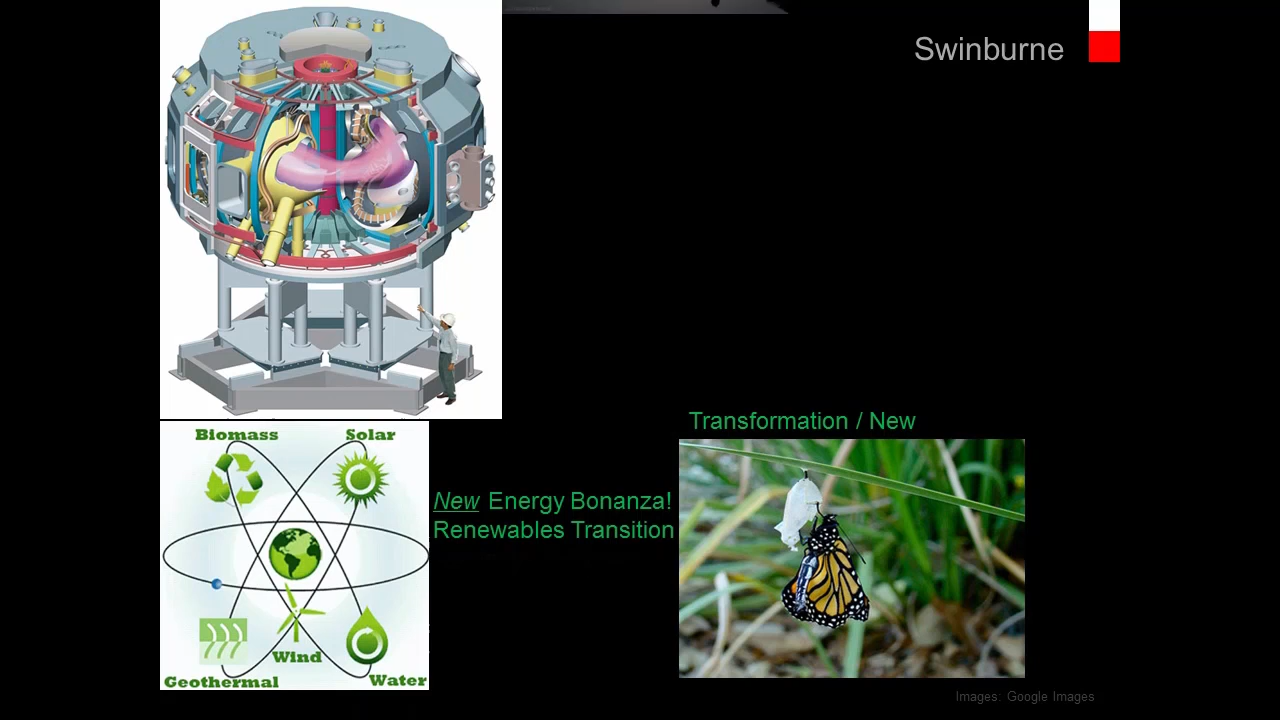 Swinburne
Transformation / New
Biomass
Solar
New Energy Bonanza!
Renewables Transition
Wind
Geothermal
Water
Images: Google Images